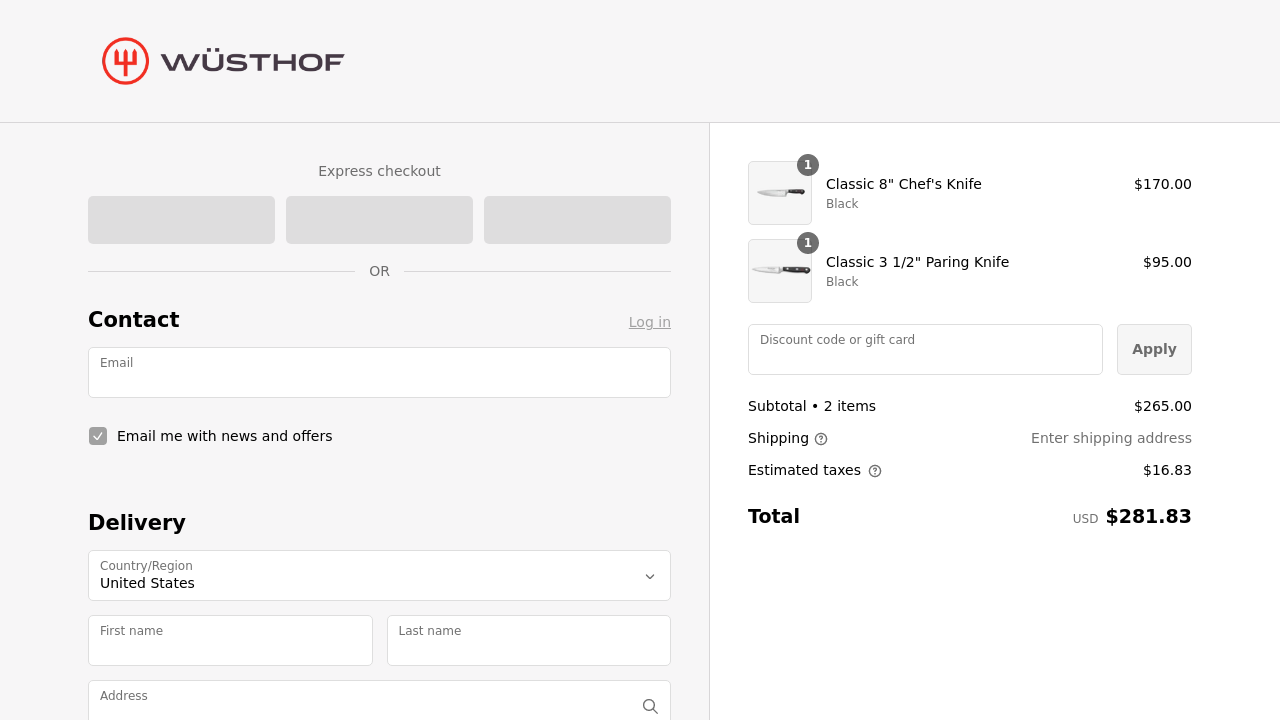 WÜSTHOF
Express checkout
OR
Contact
Log in
Email
Email me with news and offers
Delivery
Country/Region
United States
First name
Last name
Address
1
Classic 8" Chef's Knife
$170.00
Black
1
Classic 3 1/2" Paring Knife
$95.00
Black
Discount code or gift card
Apply
Subtotal • 2 items
$265.00
Shipping
Enter shipping address
Estimated taxes
$16.83
Total
USD $281.83